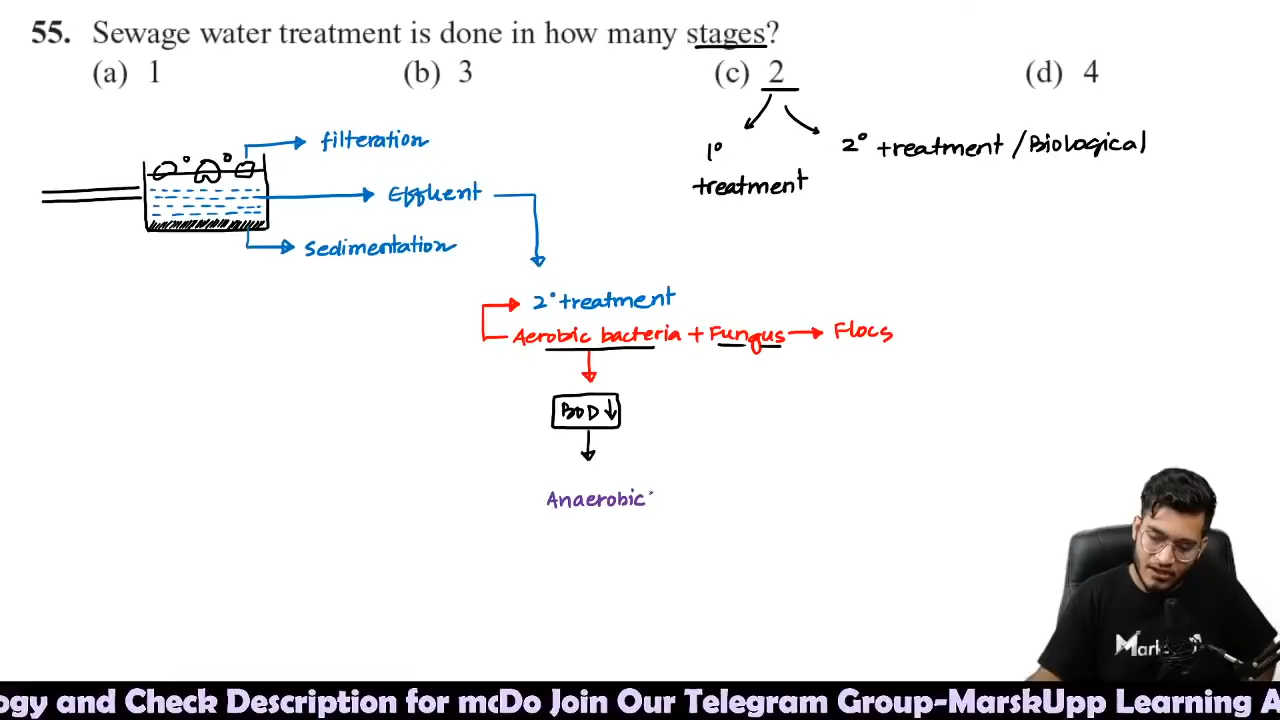 55. Sewage water treatment is done in how many stages?
(a) 1 (b) 3 (c) 2 (d) 4
filteration
Effluent
sedimentation
1° treatment
2° treatment / Biological
2° treatment
Aerobic bacteria + Fungus → Flocs
BOD ↓
Anaerobic
ogy and Check Description for mcDo Join Our Telegram Group-MarskUpp Learning A